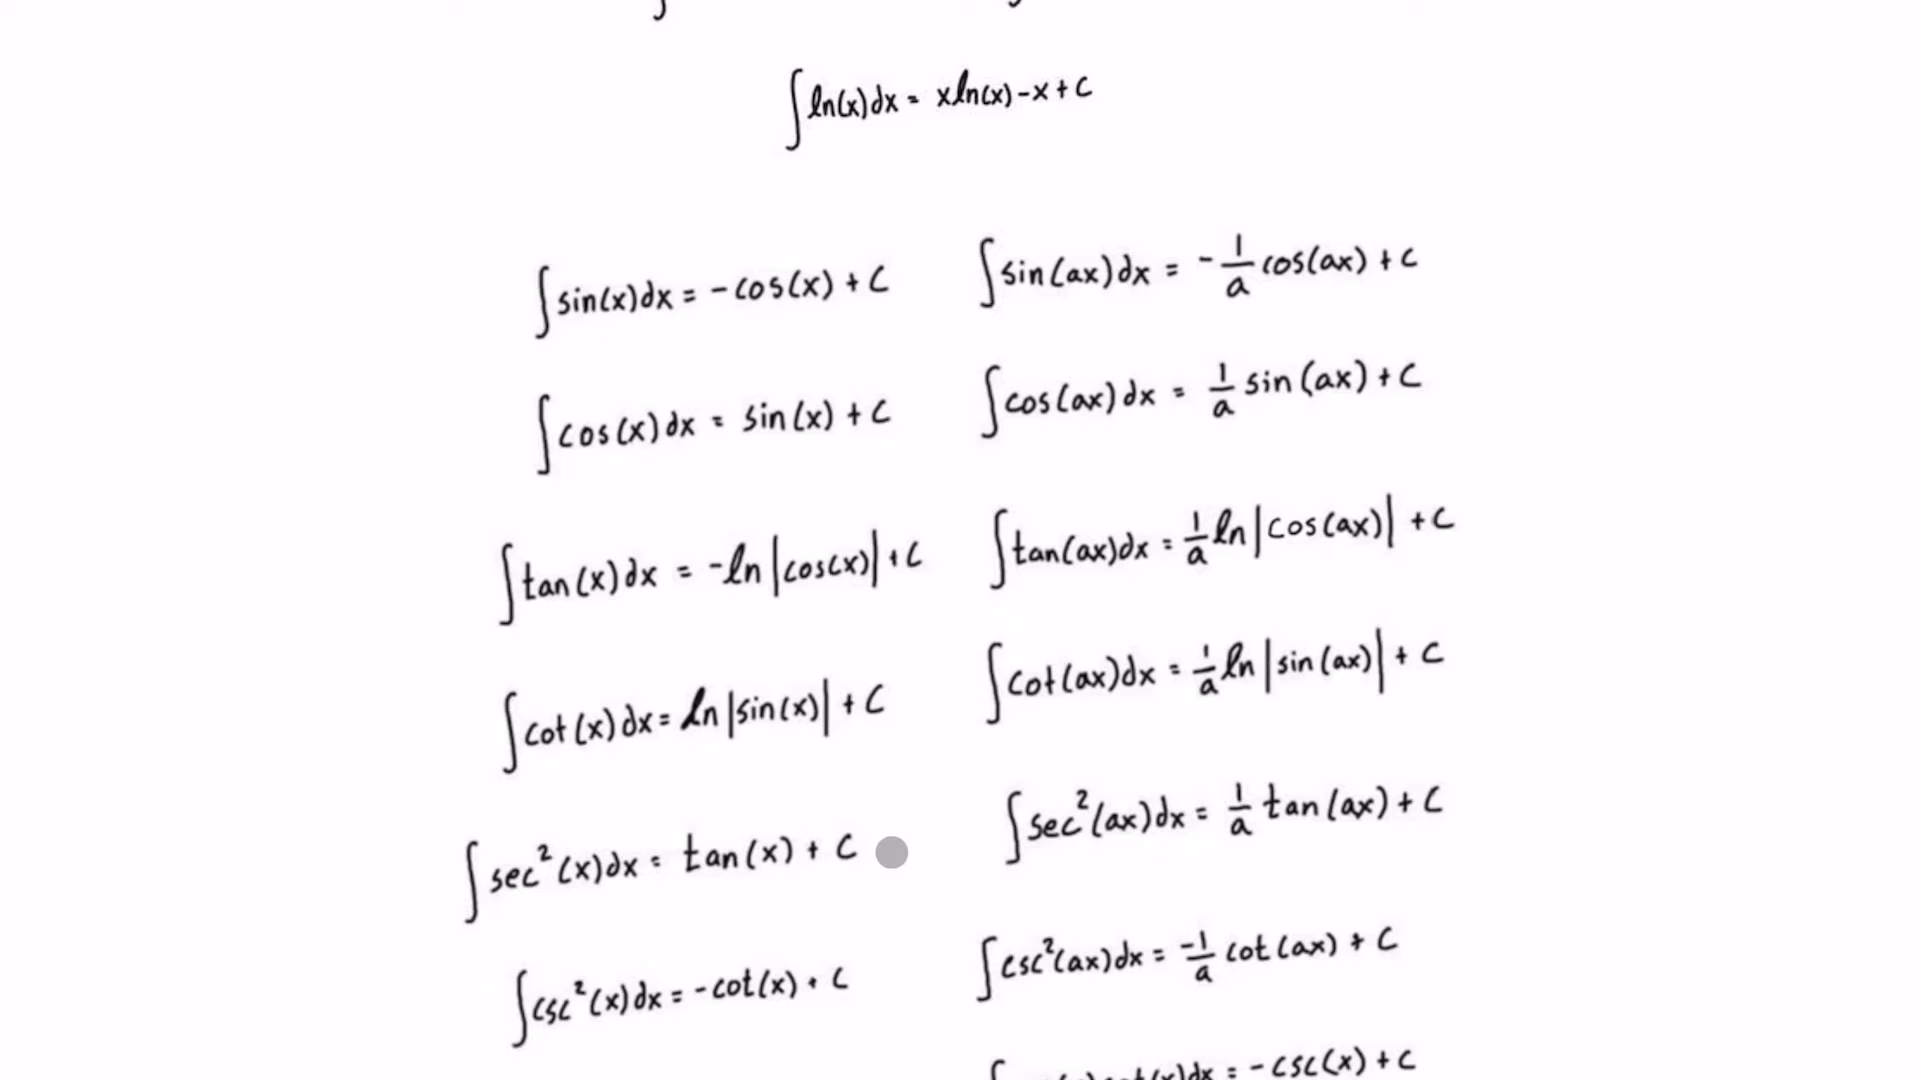 ∫ln(x)dx = xln(x) - x + C
∫sin(x)dx = -cos(x) + C
∫sin(ax)dx = -1/a cos(ax) + C
∫cos(x)dx = sin(x) + C
∫cos(ax)dx = 1/a sin(ax) + C
∫tan(x)dx = -ln|cos(x)| + C
∫tan(ax)dx = 1/a ln|cos(ax)| + C
∫cot(x)dx = ln|sin(x)| + C
∫cot(ax)dx = 1/a ln|sin(ax)| + C
∫sec²(x)dx = tan(x) + C
∫sec²(ax)dx = 1/a tan(ax) + C
∫csc²(x)dx = -cot(x) + C
∫csc²(ax)dx = -1/a cot(ax) + C
dx = -csc(x) + C